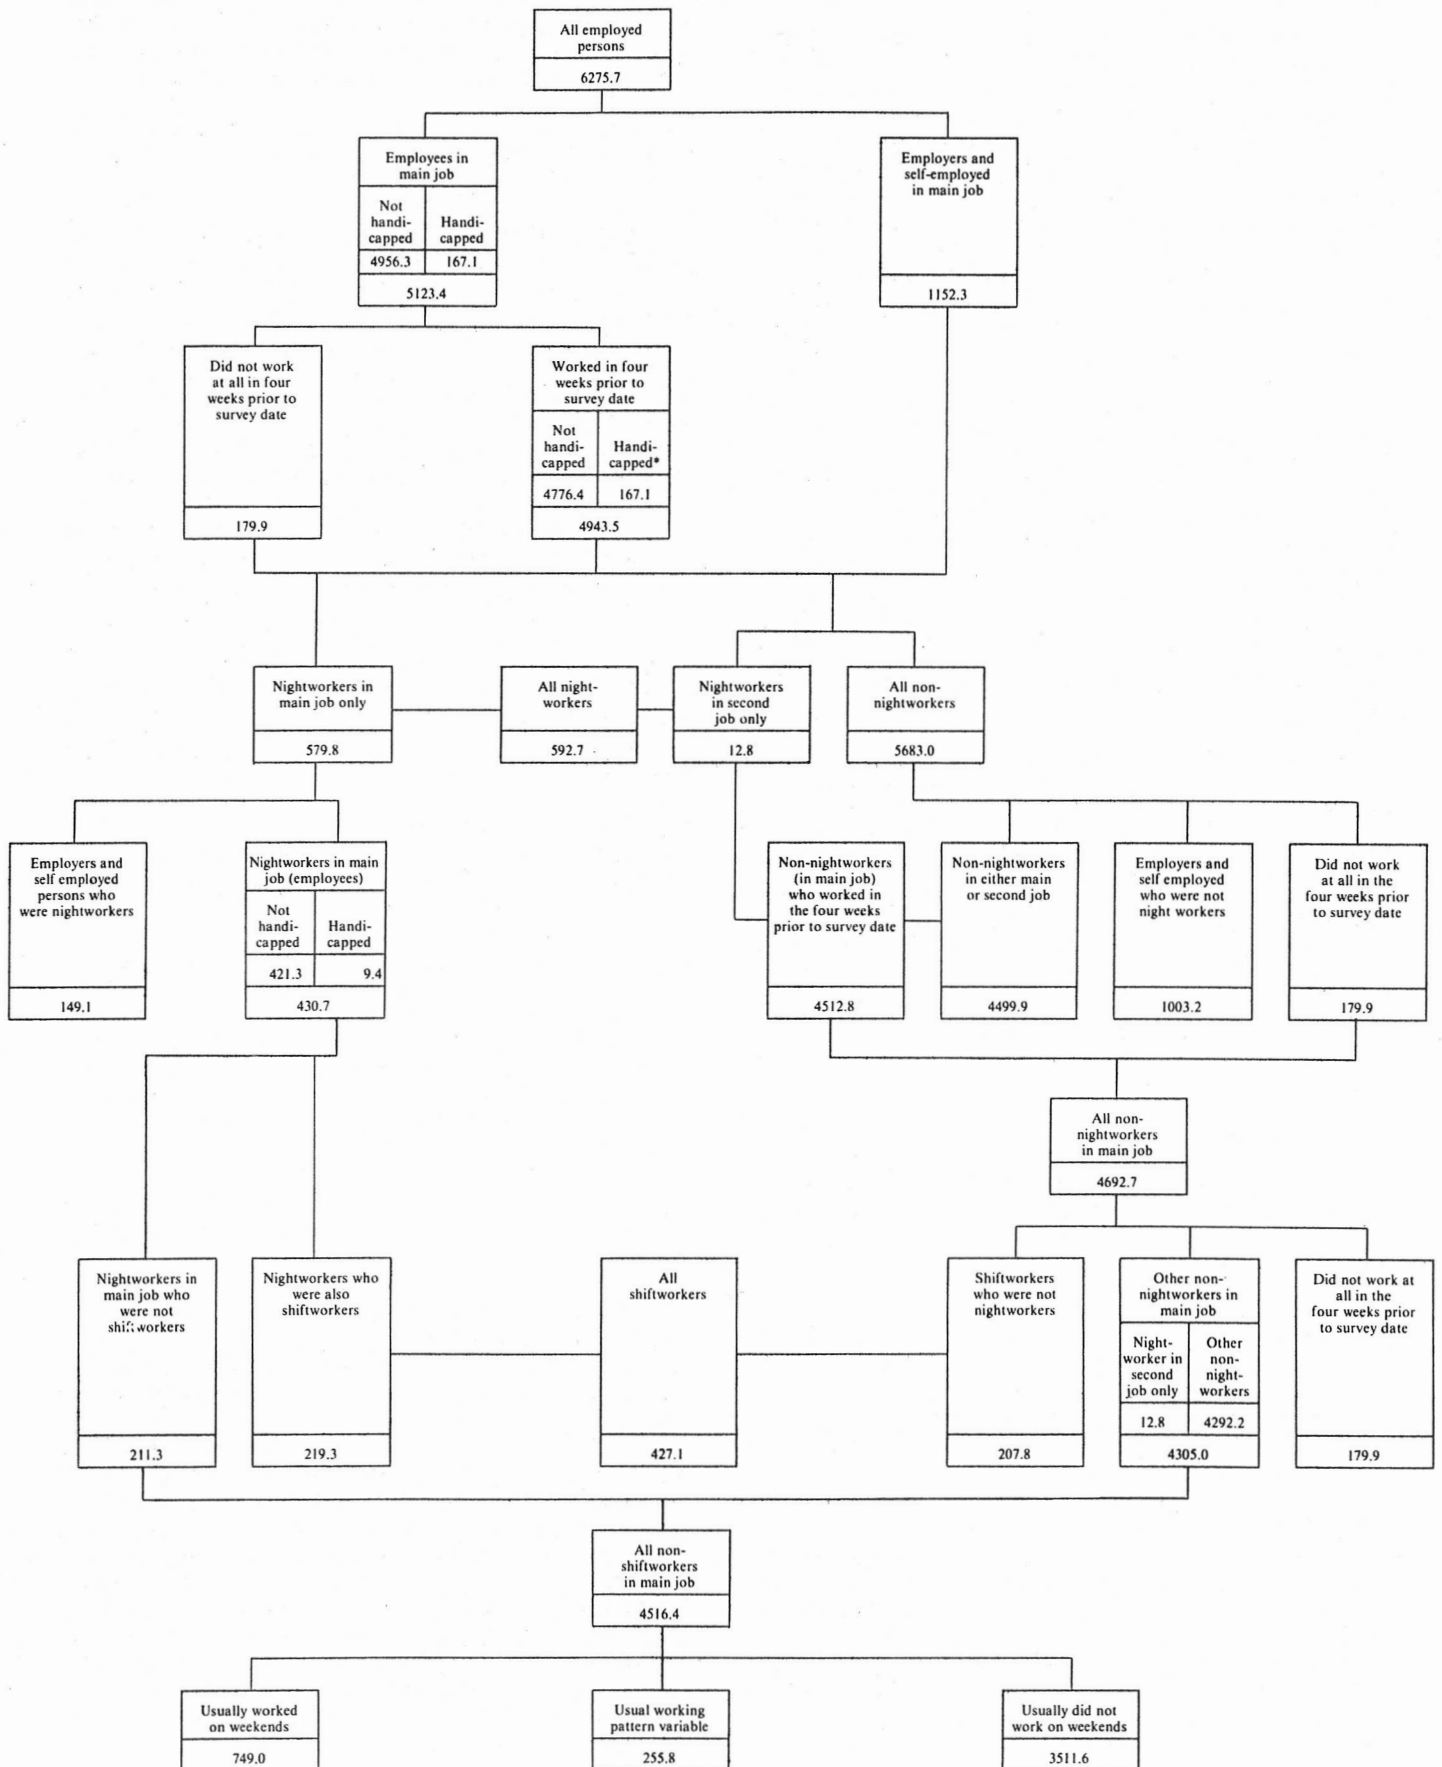 All employed
persons
6275.7
Employees in
main job
Not
handi-
capped
Handi-
capped
4956.3
167.1
5123.4
Employers and
self-employed
in main job
1152.3
Did not work
at all in four
weeks prior to
survey date
179.9
Worked in four
weeks prior to
survey date
Not
handi-
capped
Handi-
capped*
4776.4
167.1
4943.5
Nightworkers in
main job only
579.8
All night-
workers
592.7
Nightworkers
in second
job only
12.8
All non-
nightworkers
5683.0
Employers and
self employed
persons who
were nightworkers
149.1
Nightworkers in main
job (employees)
Not
handi-
capped
Handi-
capped
421.3
9.4
430.7
Non-nightworkers
(in main job)
who worked in
the four weeks
prior to survey date
4512.8
Non-nightworkers
in either main
or second job
4499.9
Employers and
self employed
who were not
night workers
1003.2
Did not work
at all in the
four weeks prior
to survey date
179.9
All non-
nightworkers
in main job
4692.7
Nightworkers in
main job who
were not
shiftworkers
211.3
Nightworkers who
were also
shiftworkers
219.3
All
shiftworkers
427.1
Shiftworkers
who were not
nightworkers
207.8
Other non-
nightworkers in
main job
Night-
worker in
second
job only
Other
non-
night-
workers
12.8
4292.2
4305.0
Did not work at
all in the
four weeks prior
to survey date
179.9
All non-
shiftworkers
in main job
4516.4
Usually worked
on weekends
749.0
Usual working
pattern variable
255.8
Usually did not
work on weekends
3511.6